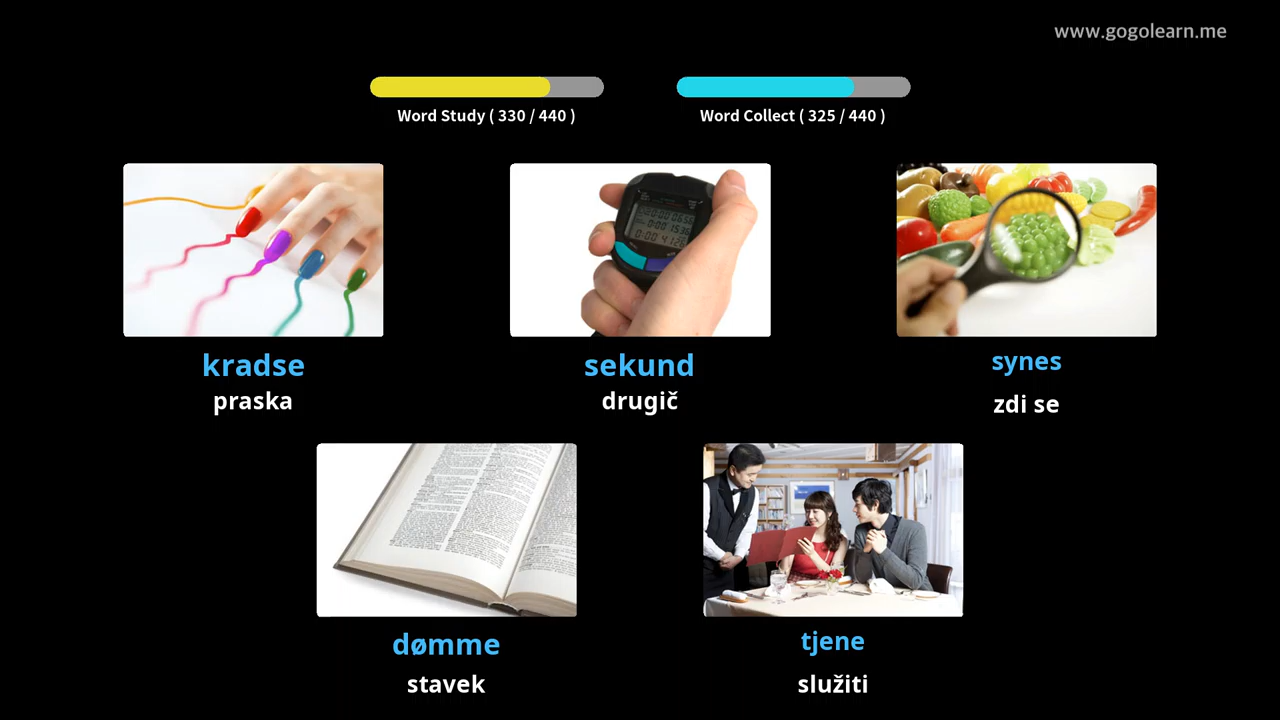 www.gogolearn.me
Word Study ( 330 / 440 )
Word Collect ( 325 / 440 )
kradse
praska
sekund
drugič
synes
zdi se
dømme
stavek
tjene
služiti